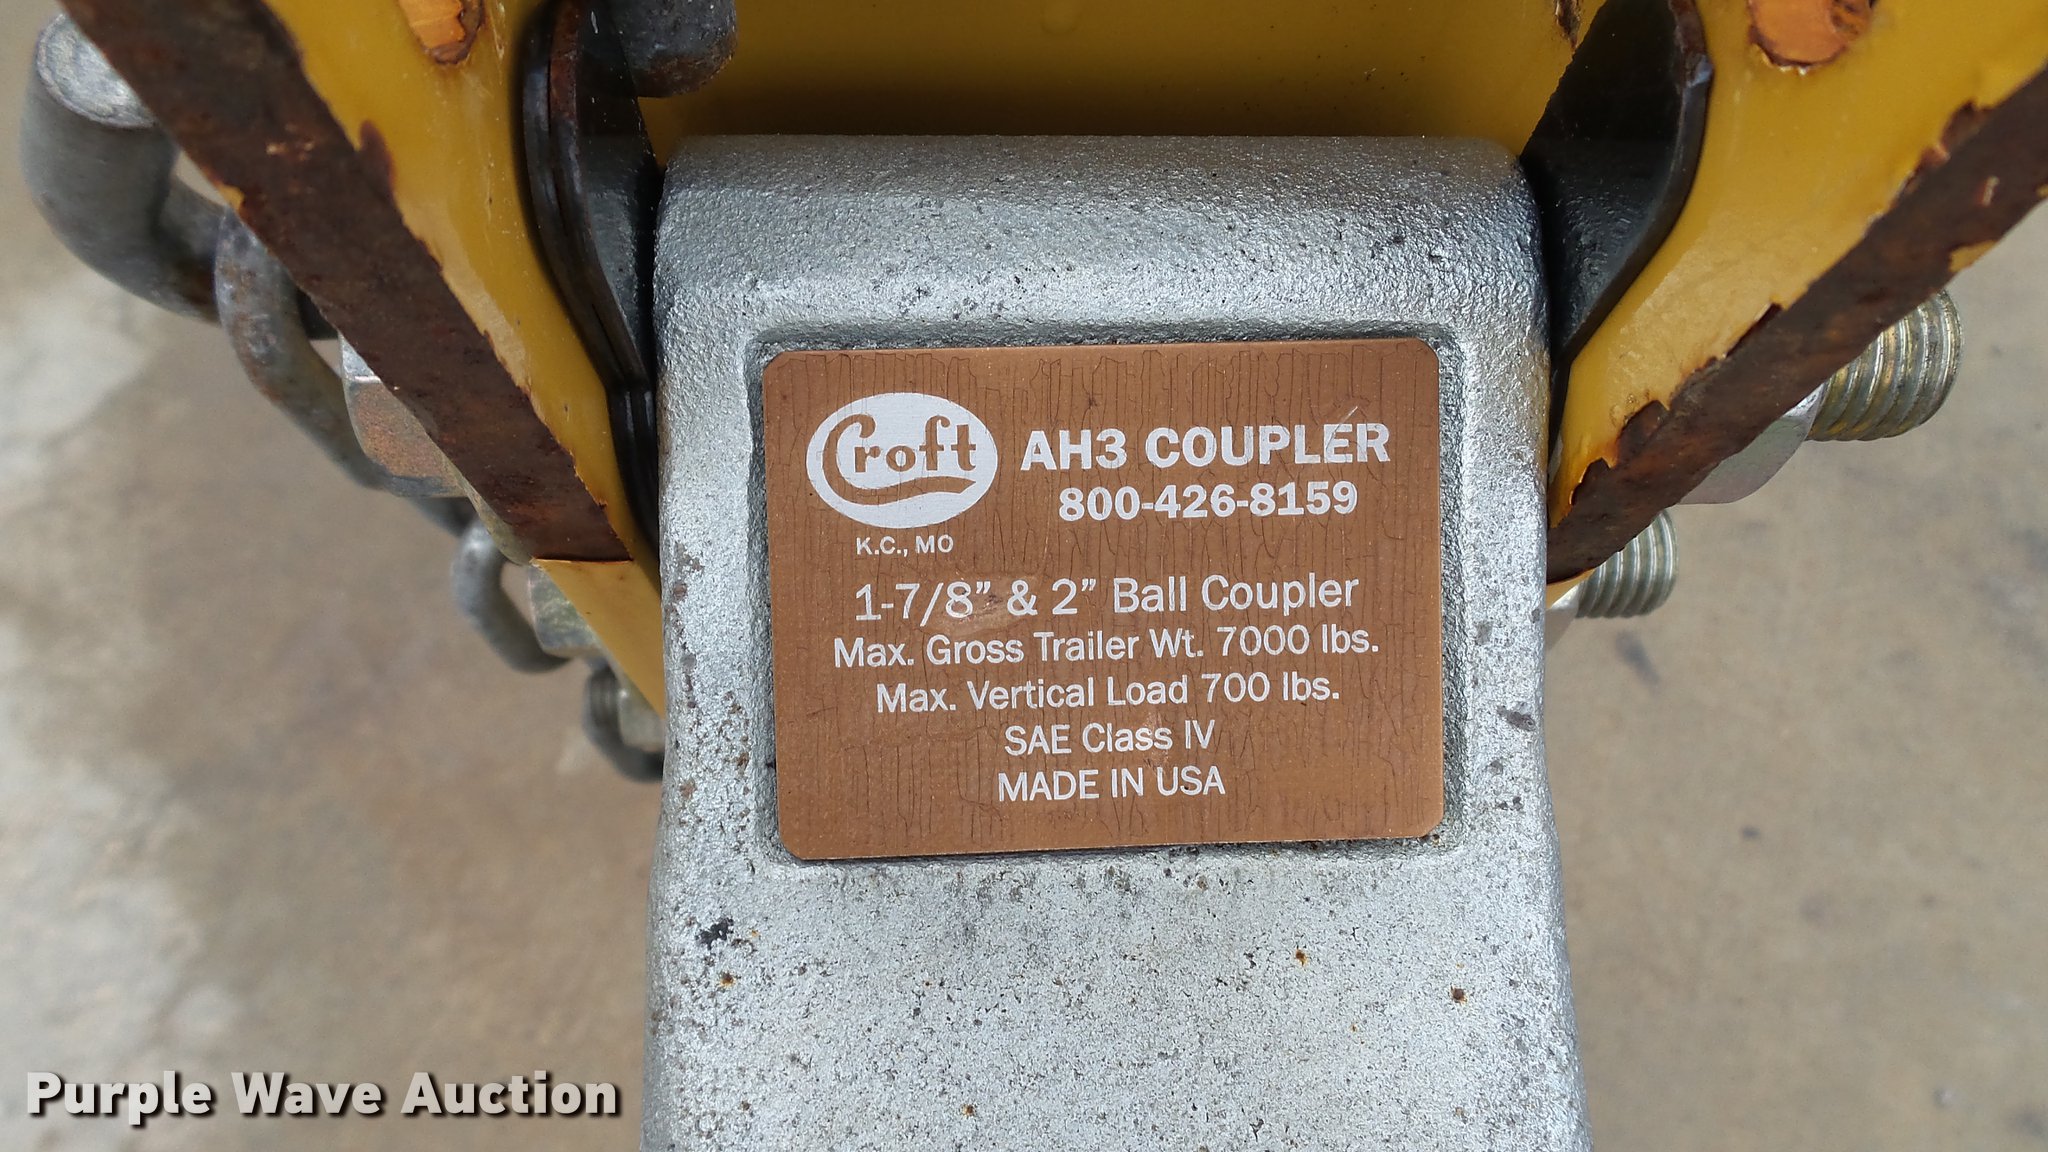 Croft
AH3 COUPLER
800-426-8159
K.C., MO
1-7/8” & 2” Ball Coupler
Max. Gross Trailer Wt. 7000 lbs.
Max. Vertical Load 700 lbs.
SAE Class IV
MADE IN USA
Purple Wave Auction